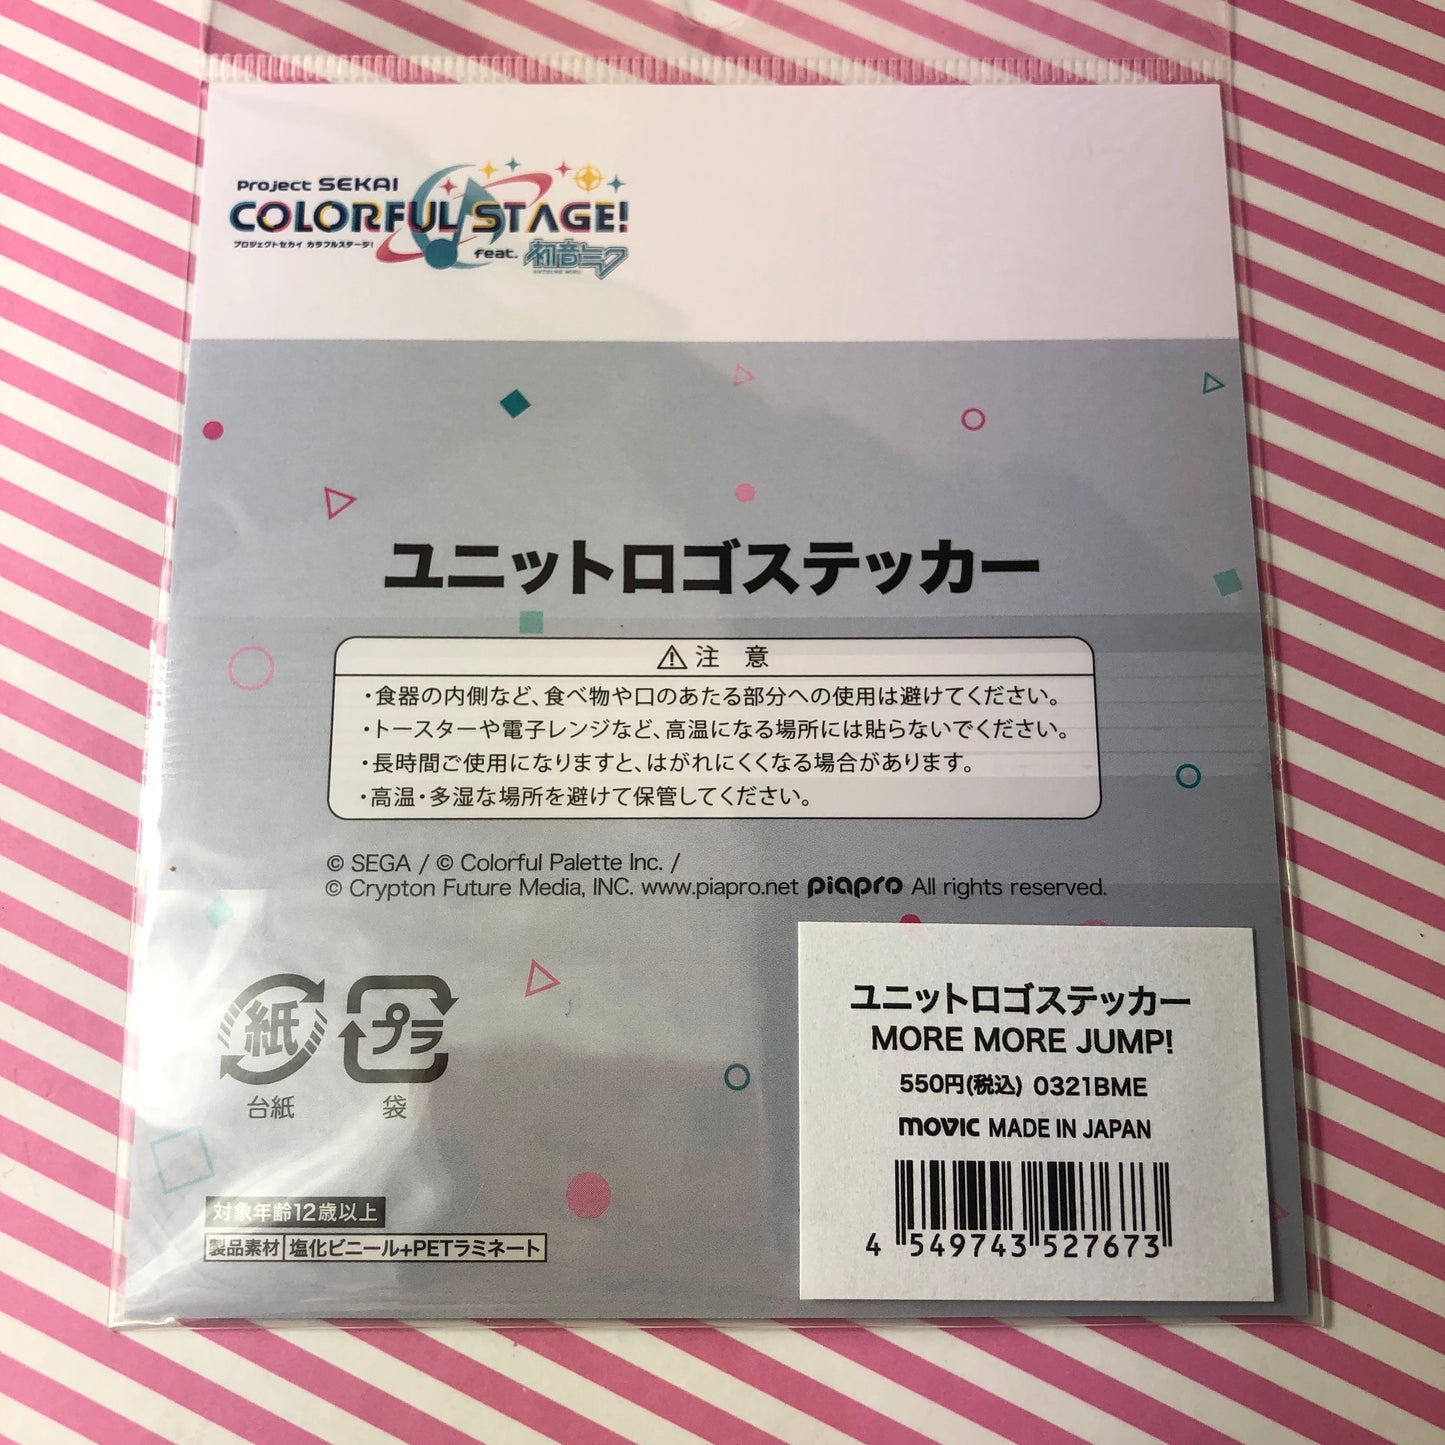 Project SEKAI
COLORFUL STAGE!
プロジェクトセカイ カラフルステージ!
feat. 初音ミク
HATSUNE MIKU
ユニットロゴステッカー
⚠注 意
・食器の内側など、食べ物や口のあたる部分への使用は避けてください。
・トースターや電子レンジなど、高温になる場所には貼らないでください。
・長時間ご使用になりますと、はがれにくくなる場合があります。
・高温・多湿な場所を避けて保管してください。
© SEGA / © Colorful Palette Inc. /
© Crypton Future Media, INC. www.piapro.net piapro All rights reserved.
紙 プラ
台紙 袋
対象年齢12歳以上
製品素材 塩化ビニール+PETラミネート
ユニットロゴステッカー
MORE MORE JUMP!
550円(税込) 0321BME
movic MADE IN JAPAN
4 549743 527673